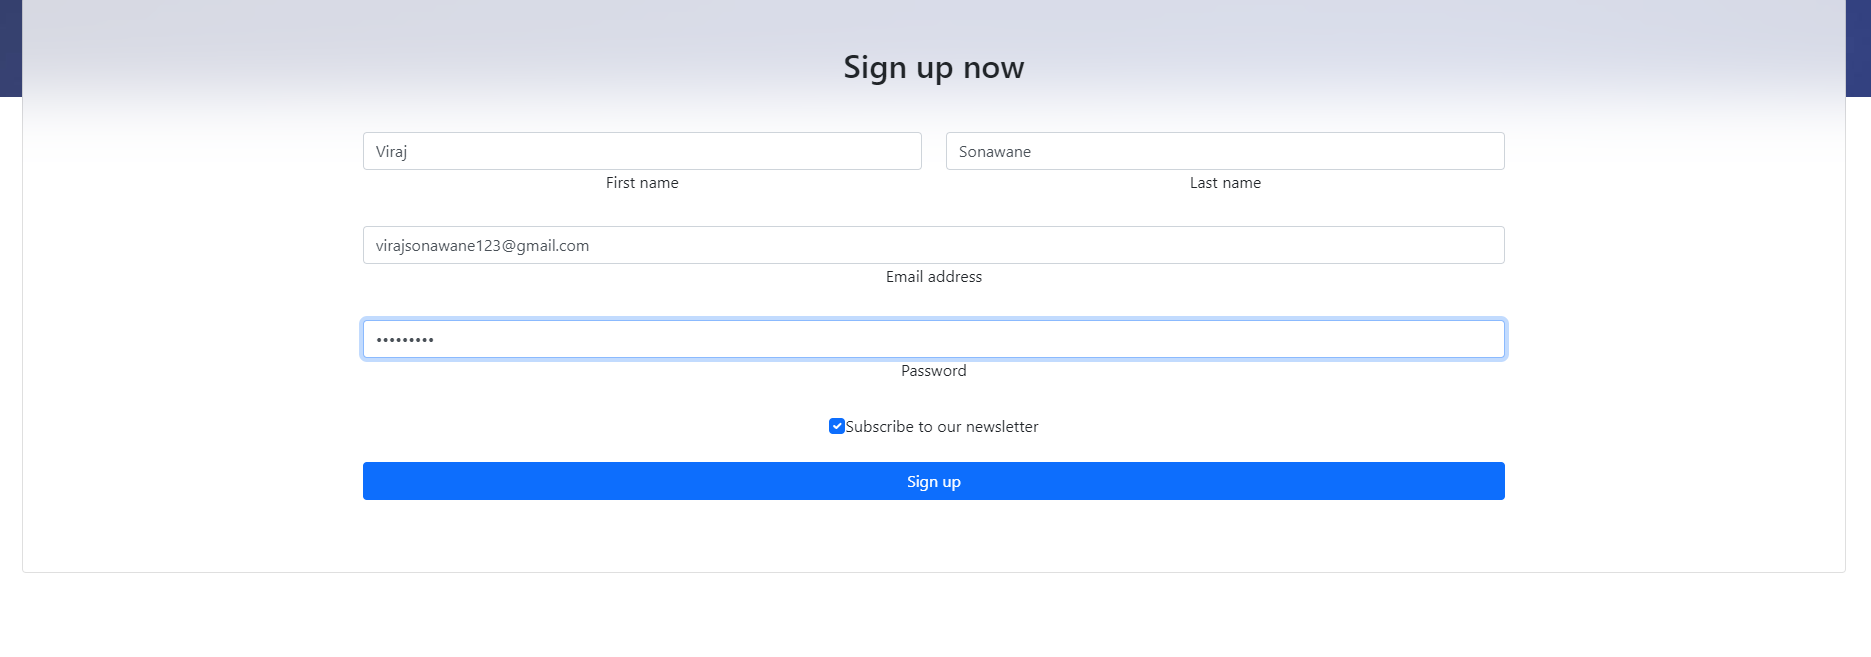 Sign up now
Viraj Sonawane
First name Last name
virajsonawane123@gmail.com
Email address
•••••••••
Password
Subscribe to our newsletter
Sign up